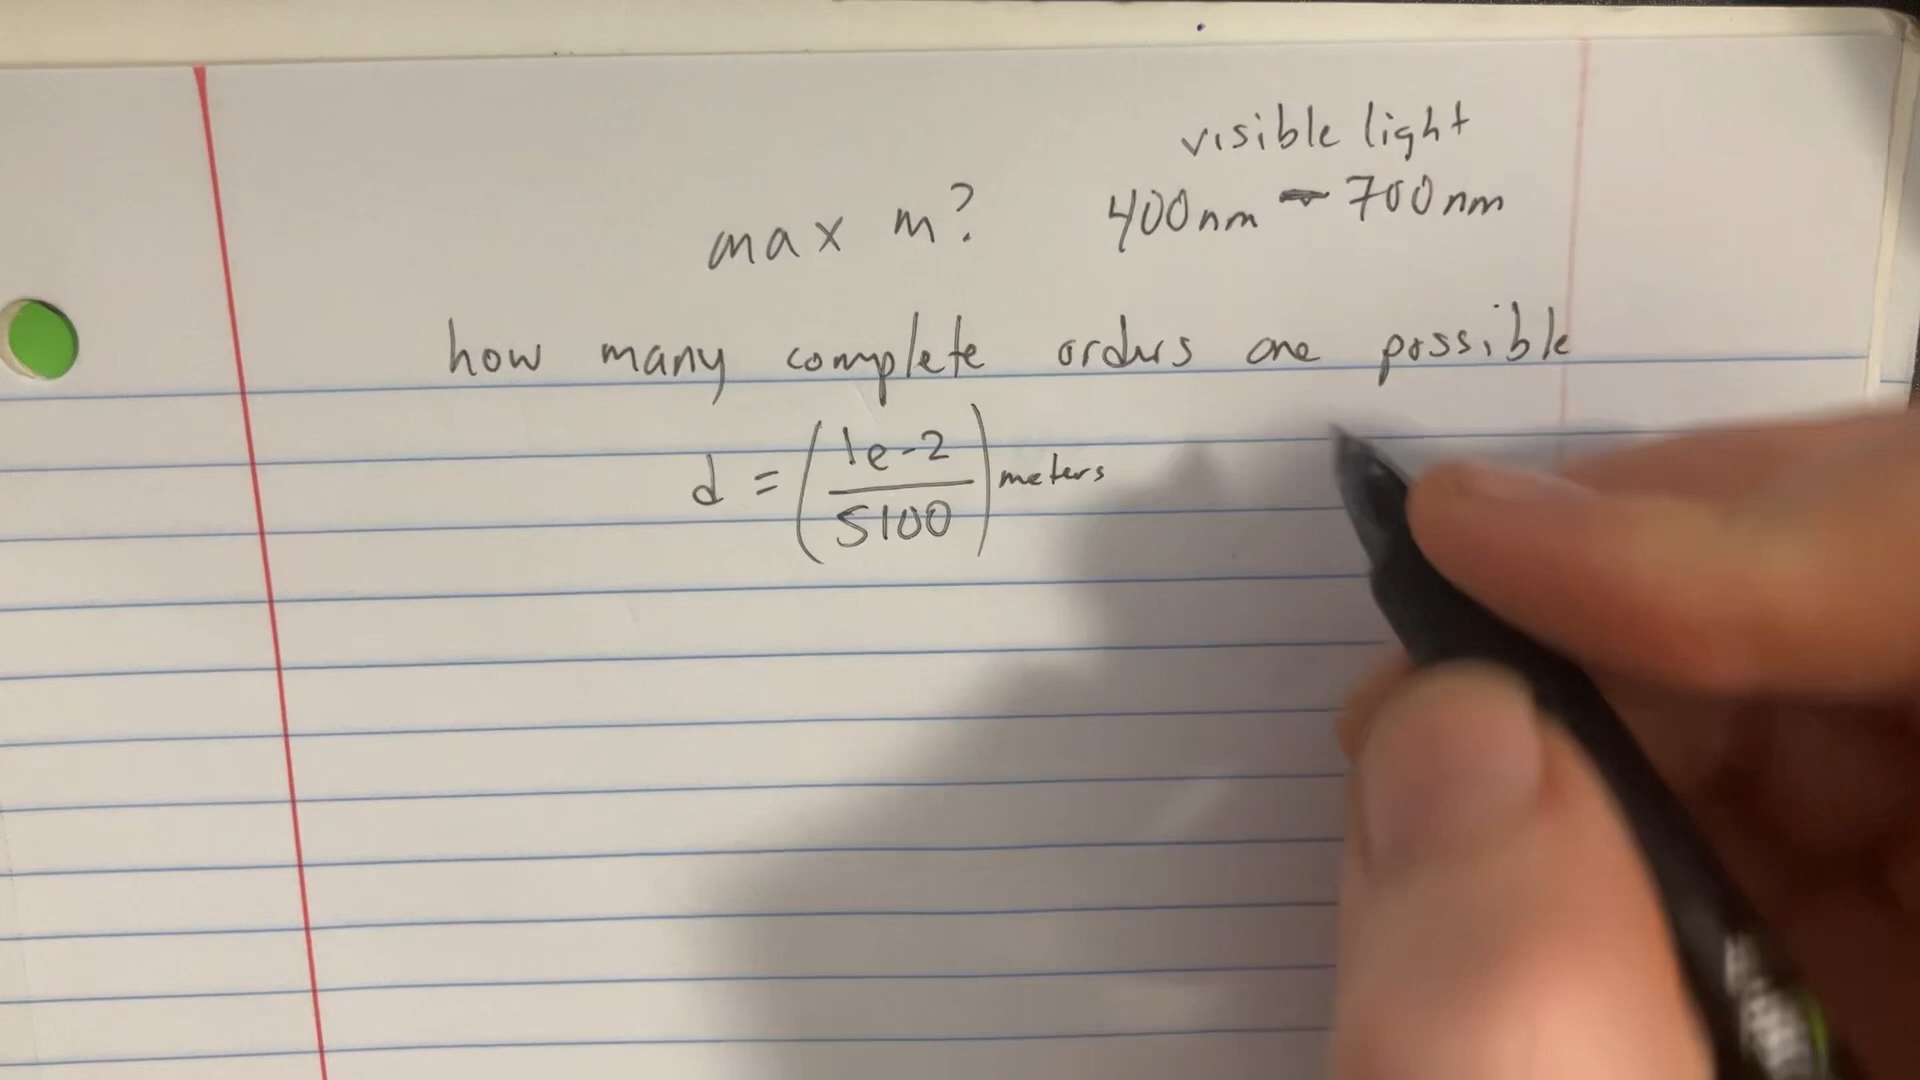 visible light
max m? 400nm - 700nm
how many complete orders are possible
d = (1e-2/5100) meters